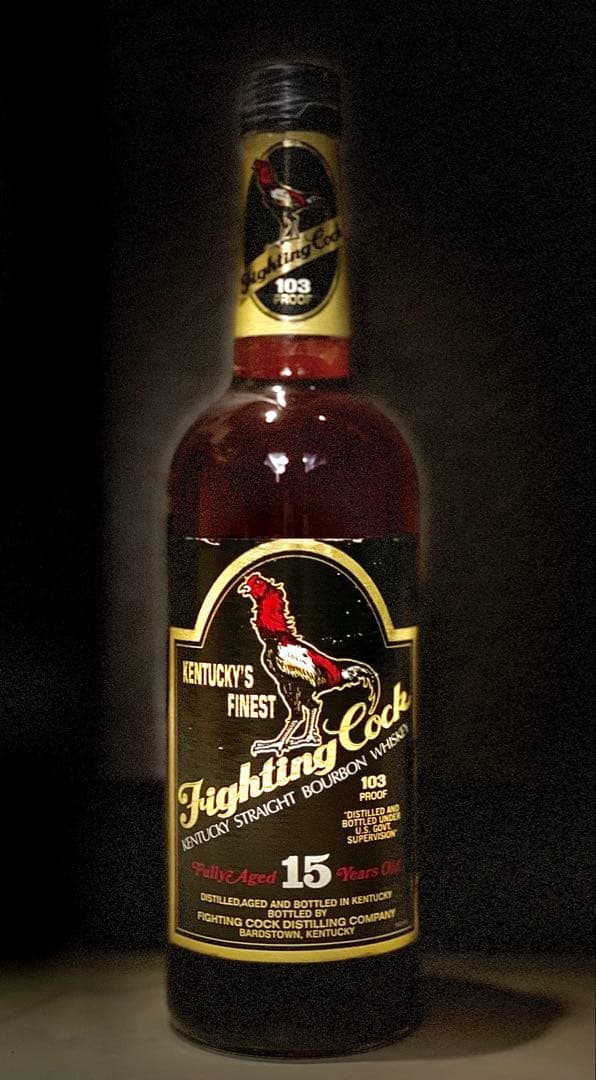 Fighting Cock
103
PROOF
KENTUCKY'S
FINEST
Fighting Cock
KENTUCKY STRAIGHT BOURBON WHISKEY
103
PROOF
"DISTILLED AND
BOTTLED UNDER
U.S. GOVT.
SUPERVISION"
Fully Aged 15 Years Old
DISTILLED, AGED AND BOTTLED IN KENTUCKY
BOTTLED BY
FIGHTING COCK DISTILLING COMPANY
BARDSTOWN, KENTUCKY